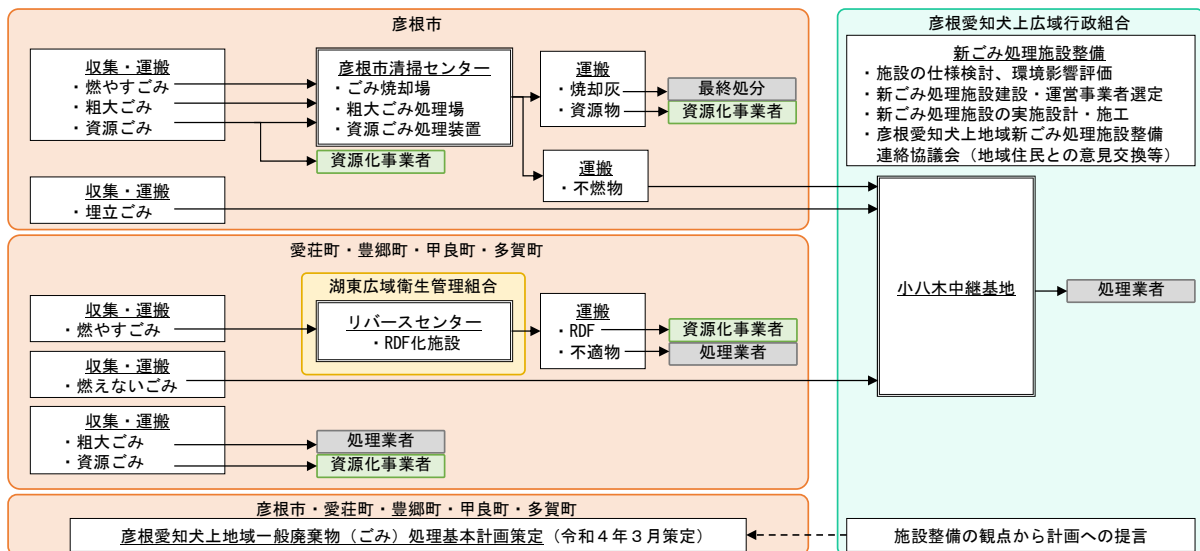 彦根市
収集・運搬
・燃やすごみ
・粗大ごみ
・資源ごみ
彦根市清掃センター
・ごみ焼却場
・粗大ごみ処理場
・資源ごみ処理装置
資源化事業者
運搬
・焼却灰
・資源物
最終処分
資源化事業者
運搬
・不燃物
収集・運搬
・埋立ごみ
愛荘町・豊郷町・甲良町・多賀町
湖東広域衛生管理組合
収集・運搬
・燃やすごみ
リバースセンター
・RDF化施設
運搬
・RDF
・不適物
資源化事業者
処理業者
収集・運搬
・燃えないごみ
収集・運搬
・粗大ごみ
・資源ごみ
処理業者
資源化事業者
彦根愛知犬上広域行政組合
新ごみ処理施設整備
・施設の仕様検討、環境影響評価
・新ごみ処理施設建設・運営事業者選定
・新ごみ処理施設の実施設計・施工
・彦根愛知犬上地域新ごみ処理施設整備
連絡協議会（地域住民との意見交換等）
小八木中継基地
処理業者
彦根市・愛荘町・豊郷町・甲良町・多賀町
彦根愛知犬上地域一般廃棄物（ごみ）処理基本計画策定（令和４年３月策定）
施設整備の観点から計画への提言